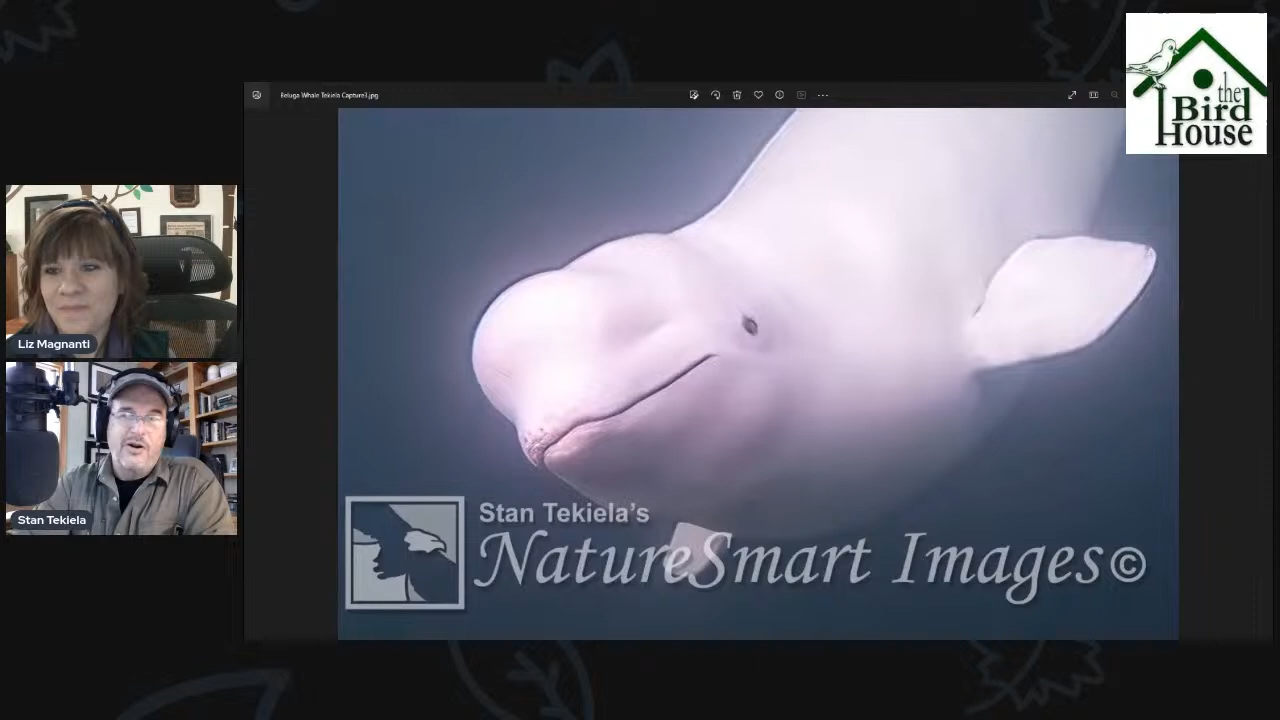 Beluga Whale Tekiela Capture3.jpg
the
Bird
House
Liz Magnanti
Stan Tekiela
Stan Tekiela's
NatureSmart Images©